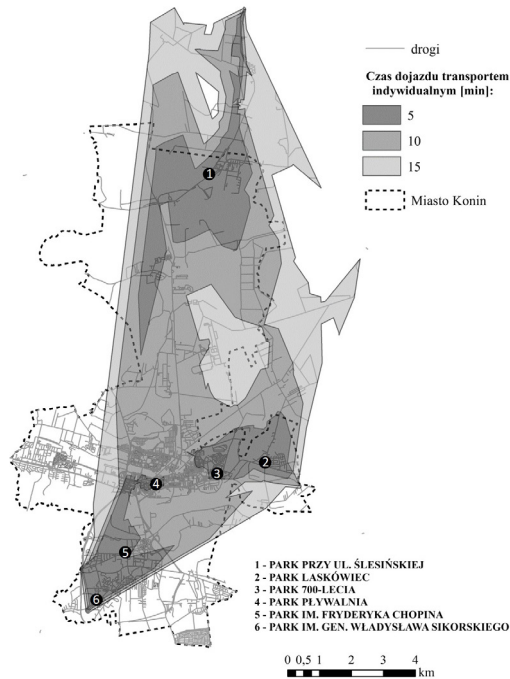 drogi
Czas dojazdu transportem
indywidualnym [min]:
5
10
15
Miasto Konin
1
2
3
4
5
6
1 - PARK PRZY UL. ŚLESIŃSKIEJ
2 - PARK LASKÓWIEC
3 - PARK 700-LECIA
4 - PARK PŁYWALNIA
5 - PARK IM. FRYDERYKA CHOPINA
6 - PARK IM. GEN. WŁADYSŁAWA SIKORSKIEGO
0 0,5 1 2 3 4
km